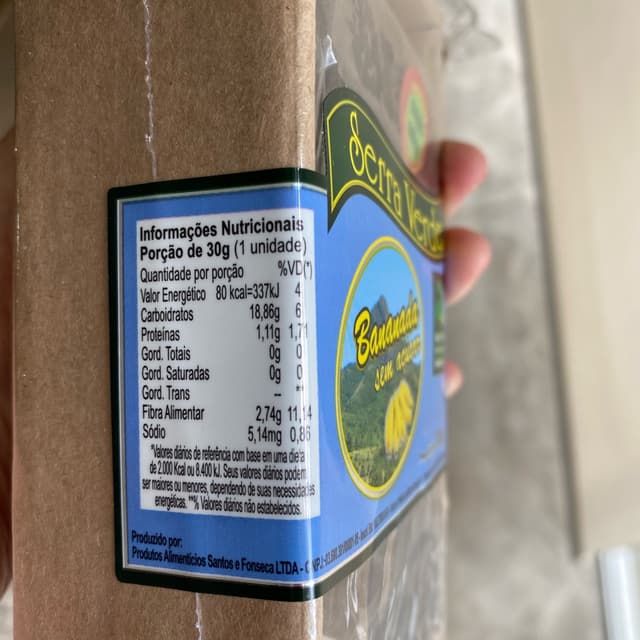 Serra Verde
Bananada
sem açúcar
Informações Nutricionais
Porção de 30g (1 unidade)
Quantidade por porção %VD(*)
Valor Energético 80 kcal=337kJ 4
Carboidratos 18,86g 6
Proteínas 1,11g 1,71
Gord. Totais 0g 0
Gord. Saturadas 0g 0
Gord. Trans – **
Fibra Alimentar 2,74g 11,14
Sódio 5,14mg 0,86
*Valores diários de referência com base em uma dieta
de 2.000 Kcal ou 8.400 kJ. Seus valores diários podem
ser maiores ou menores, dependendo de suas necessidades
energéticas. **% Valores diários não estabelecidos.
Produzido por:
Produtos Alimentícios Santos e Fonseca LTDA - CNPJ